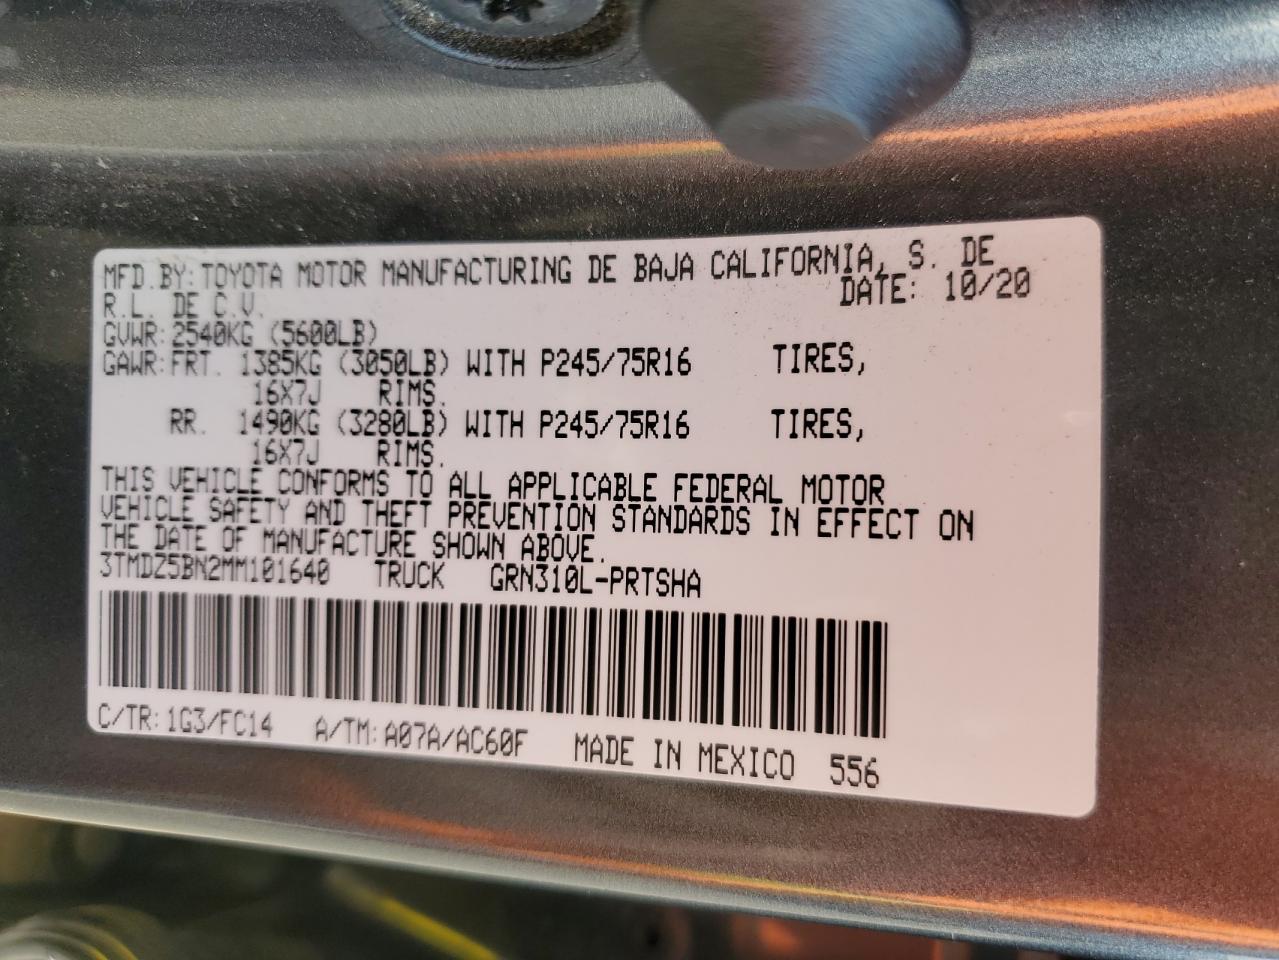 MFD.BY:TOYOTA MOTOR MANUFACTURING DE BAJA CALIFORNIA, S. DE
R.L. DE C.V. DATE: 10/20
GVWR:2540KG (5600LB)
GAWR:FRT. 1385KG (3050LB) WITH P245/75R16 TIRES,
16X7J RIMS.
RR. 1490KG (3280LB) WITH P245/75R16 TIRES,
16X7J RIMS.
THIS VEHICLE CONFORMS TO ALL APPLICABLE FEDERAL MOTOR
VEHICLE SAFETY AND THEFT PREVENTION STANDARDS IN EFFECT ON
THE DATE OF MANUFACTURE SHOWN ABOVE.
3TMDZ5BN2MM101640 TRUCK GRN310L-PRTSHA
C/TR:1G3/FC14 A/TM:A07A/AC60F MADE IN MEXICO 556